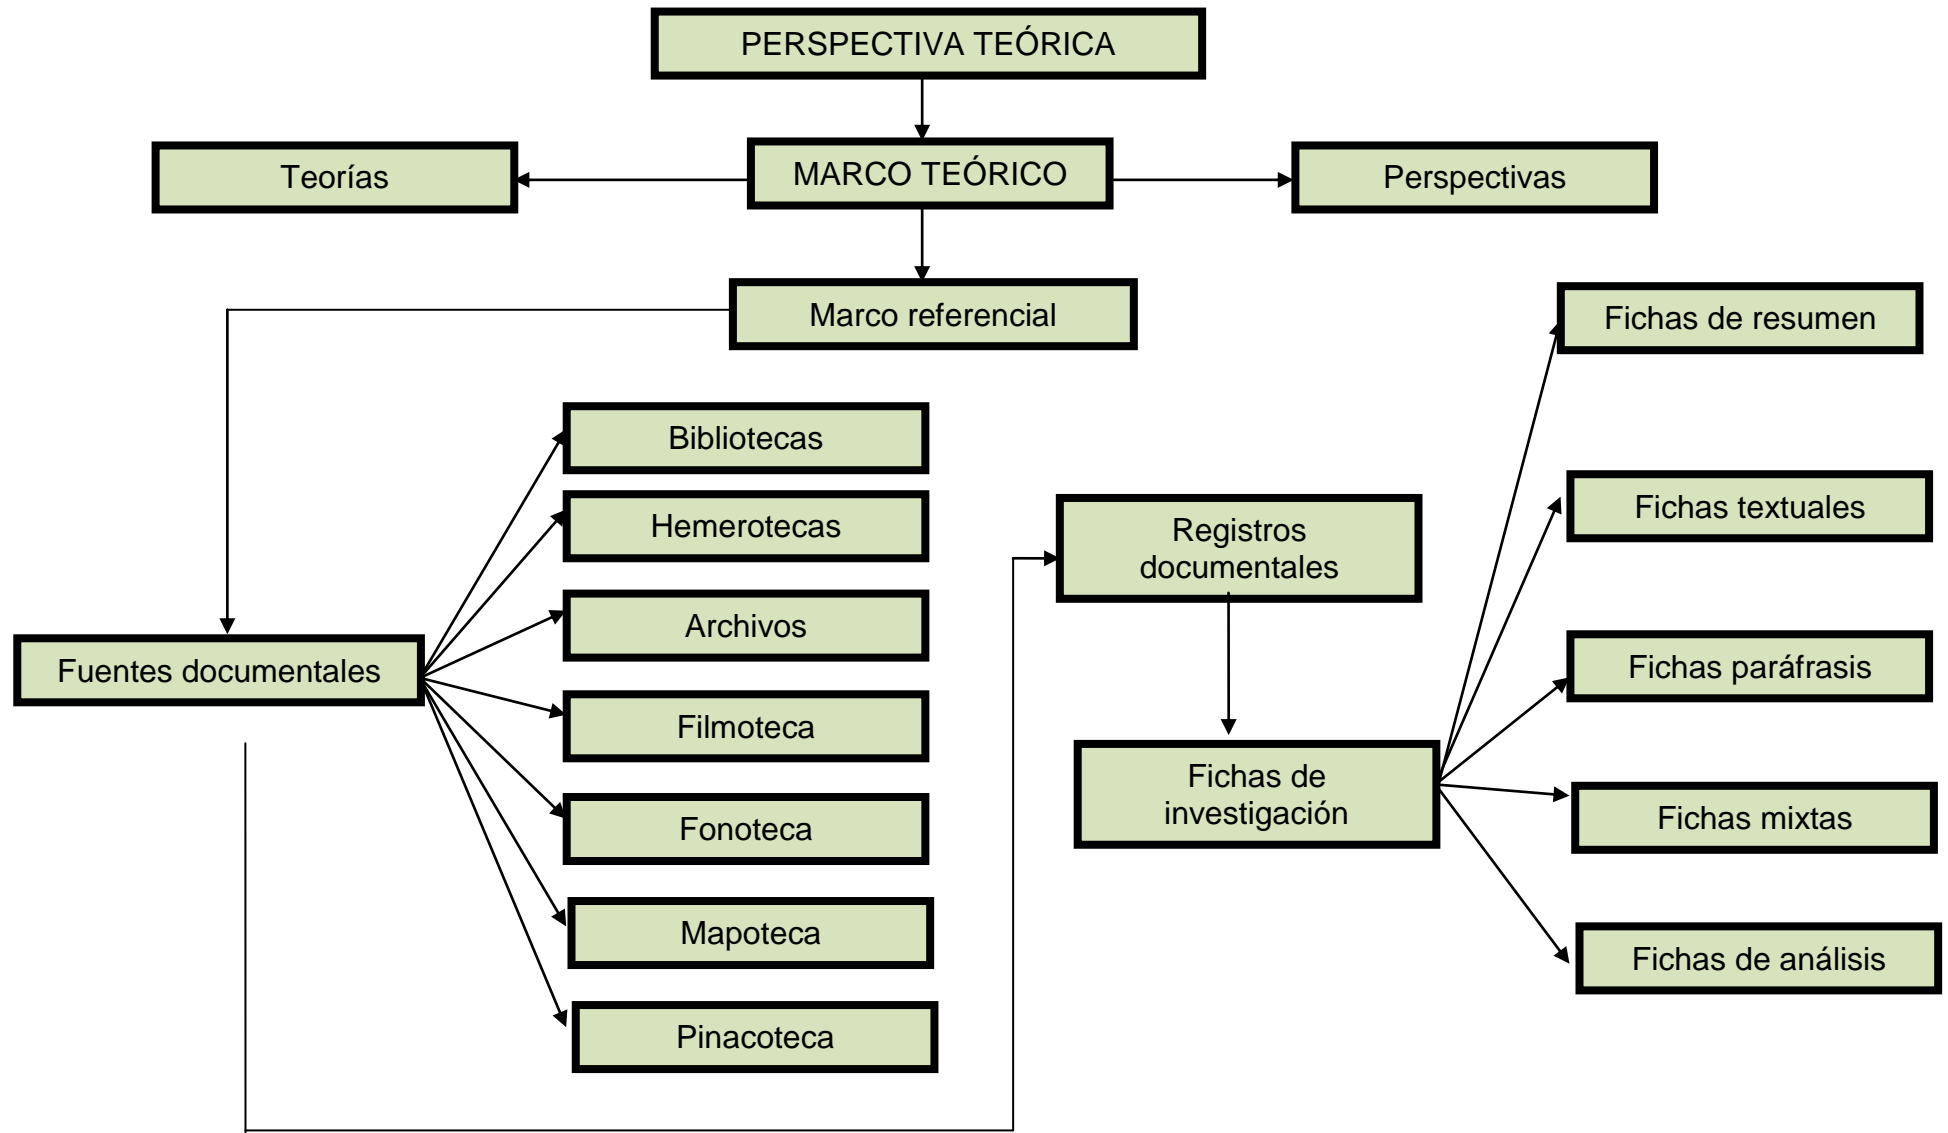 PERSPECTIVA TEÓRICA
Teorías
MARCO TEÓRICO
Perspectivas
Marco referencial
Fuentes documentales
Bibliotecas
Hemerotecas
Archivos
Filmoteca
Fonoteca
Mapoteca
Pinacoteca
Registros
documentales
Fichas de
investigación
Fichas de resumen
Fichas textuales
Fichas paráfrasis
Fichas mixtas
Fichas de análisis